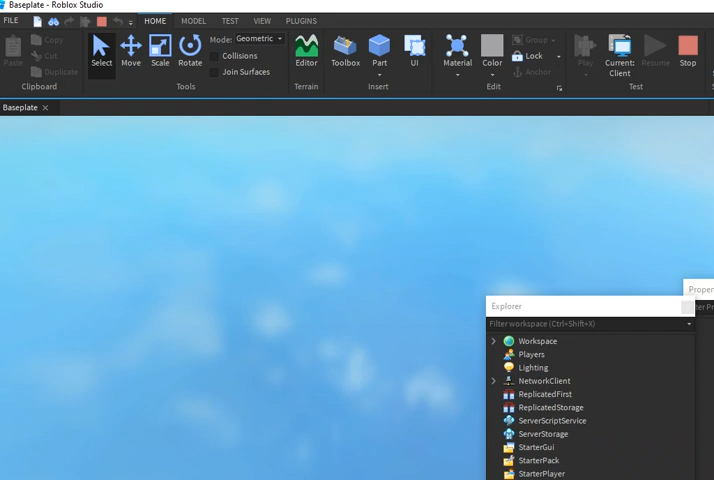 Baseplate - Roblox Studio
FILE HOME MODEL TEST VIEW PLUGINS
Paste
Copy
Cut
Duplicate
Clipboard
Select
Move
Scale
Rotate
Mode: Geometric
Collisions
Join Surfaces
Tools
Editor
Terrain
Toolbox
Part
UI
Insert
Material
Color
Group
Lock
Anchor
Edit
Play
Current:
Client
Resume
Stop
Test
Baseplate
Proper
ter Pr
Explorer
Filter workspace (Ctrl+Shift+X)
Workspace
Players
Lighting
NetworkClient
ReplicatedFirst
ReplicatedStorage
ServerScriptService
ServerStorage
StarterGui
StarterPack
StarterPlayer